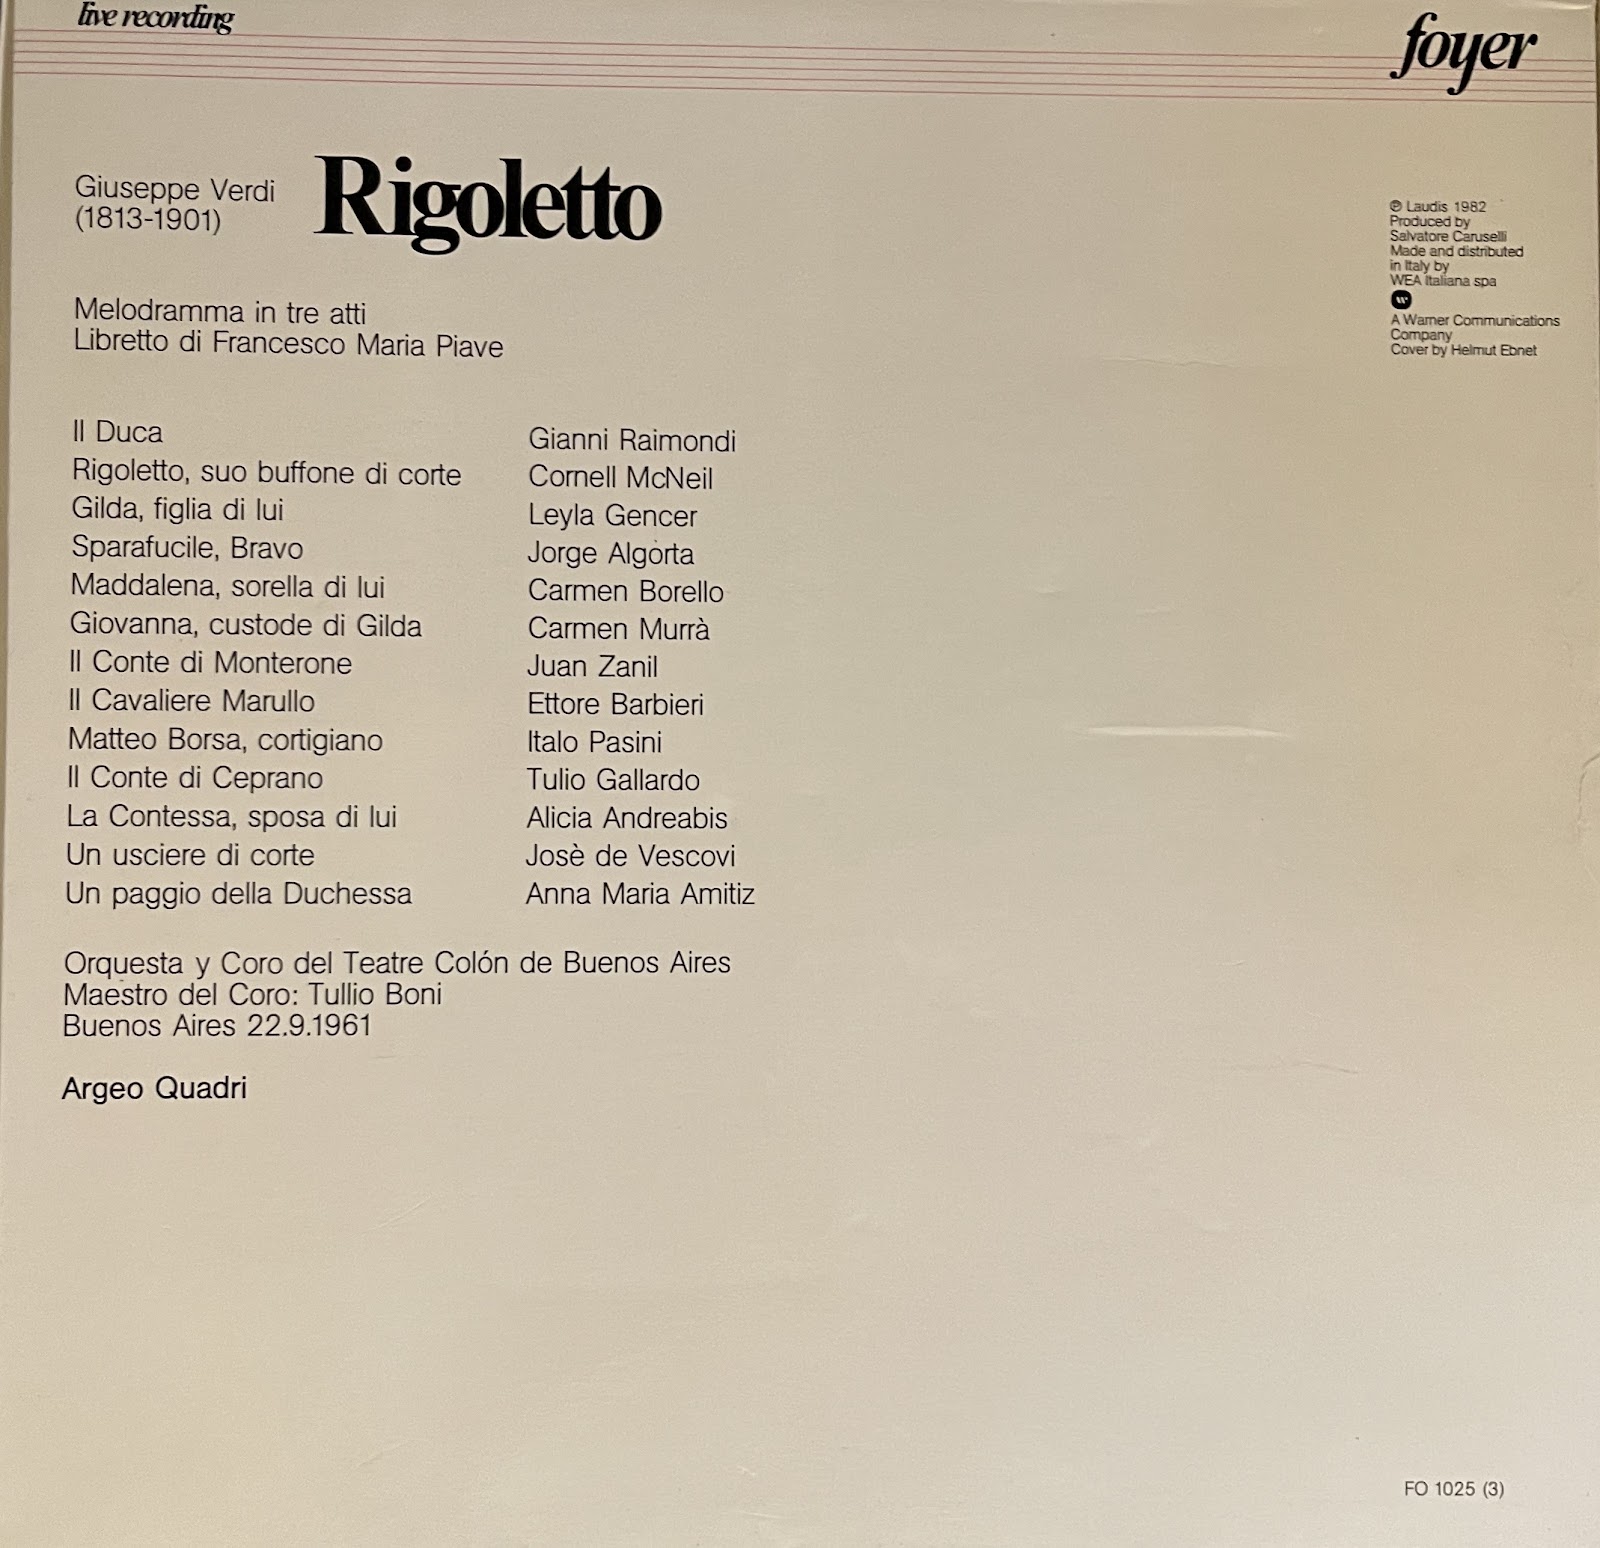 live recording
foyer
Giuseppe Verdi
(1813-1901)
Rigoletto
℗ Laudis 1982
Produced by
Salvatore Caruselli
Made and distributed
in Italy by
WEA Italiana spa
A Warner Communications
Company
Cover by Helmut Ebnet
Melodramma in tre atti
Libretto di Francesco Maria Piave
Il Duca Gianni Raimondi
Rigoletto, suo buffone di corte Cornell McNeil
Gilda, figlia di lui Leyla Gencer
Sparafucile, Bravo Jorge Algòrta
Maddalena, sorella di lui Carmen Borello
Giovanna, custode di Gilda Carmen Murrà
Il Conte di Monterone Juan Zanil
Il Cavaliere Marullo Ettore Barbieri
Matteo Borsa, cortigiano Italo Pasini
Il Conte di Ceprano Tulio Gallardo
La Contessa, sposa di lui Alicia Andreabis
Un usciere di corte Josè de Vescovi
Un paggio della Duchessa Anna Maria Amitiz
Orquesta y Coro del Teatre Colón de Buenos Aires
Maestro del Coro: Tullio Boni
Buenos Aires 22.9.1961
Argeo Quadri
FO 1025 (3)